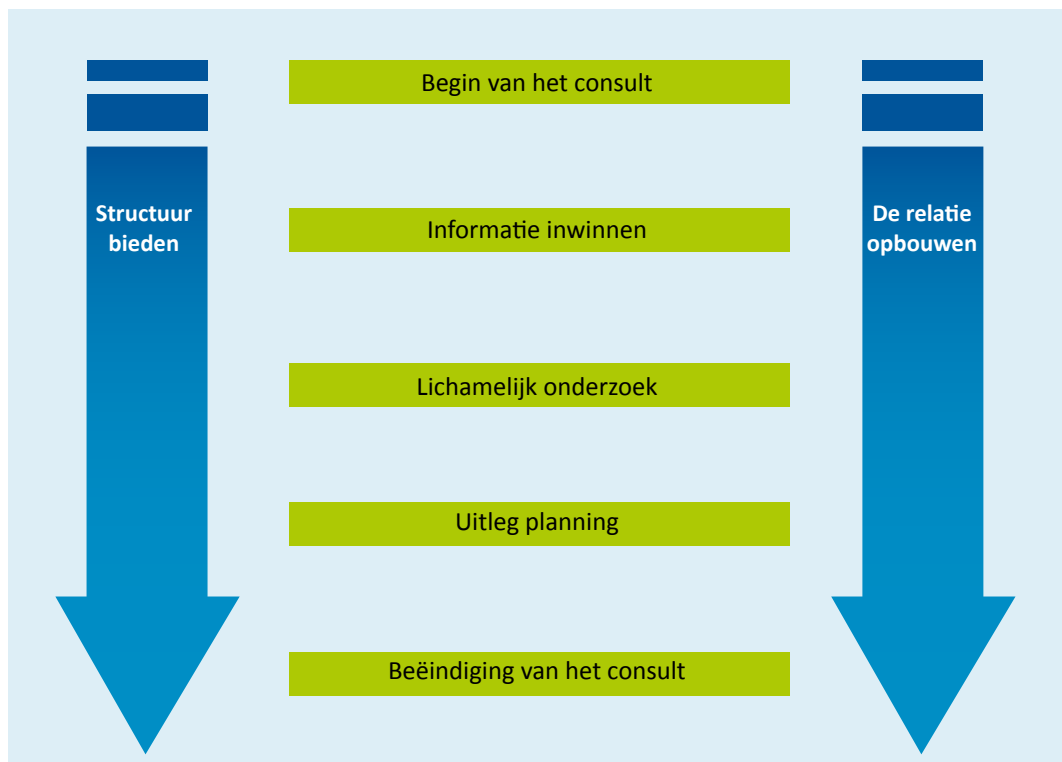 Begin van het consult
Structuur
bieden
Informatie inwinnen
De relatie
opbouwen
Lichamelijk onderzoek
Uitleg planning
Beëindiging van het consult